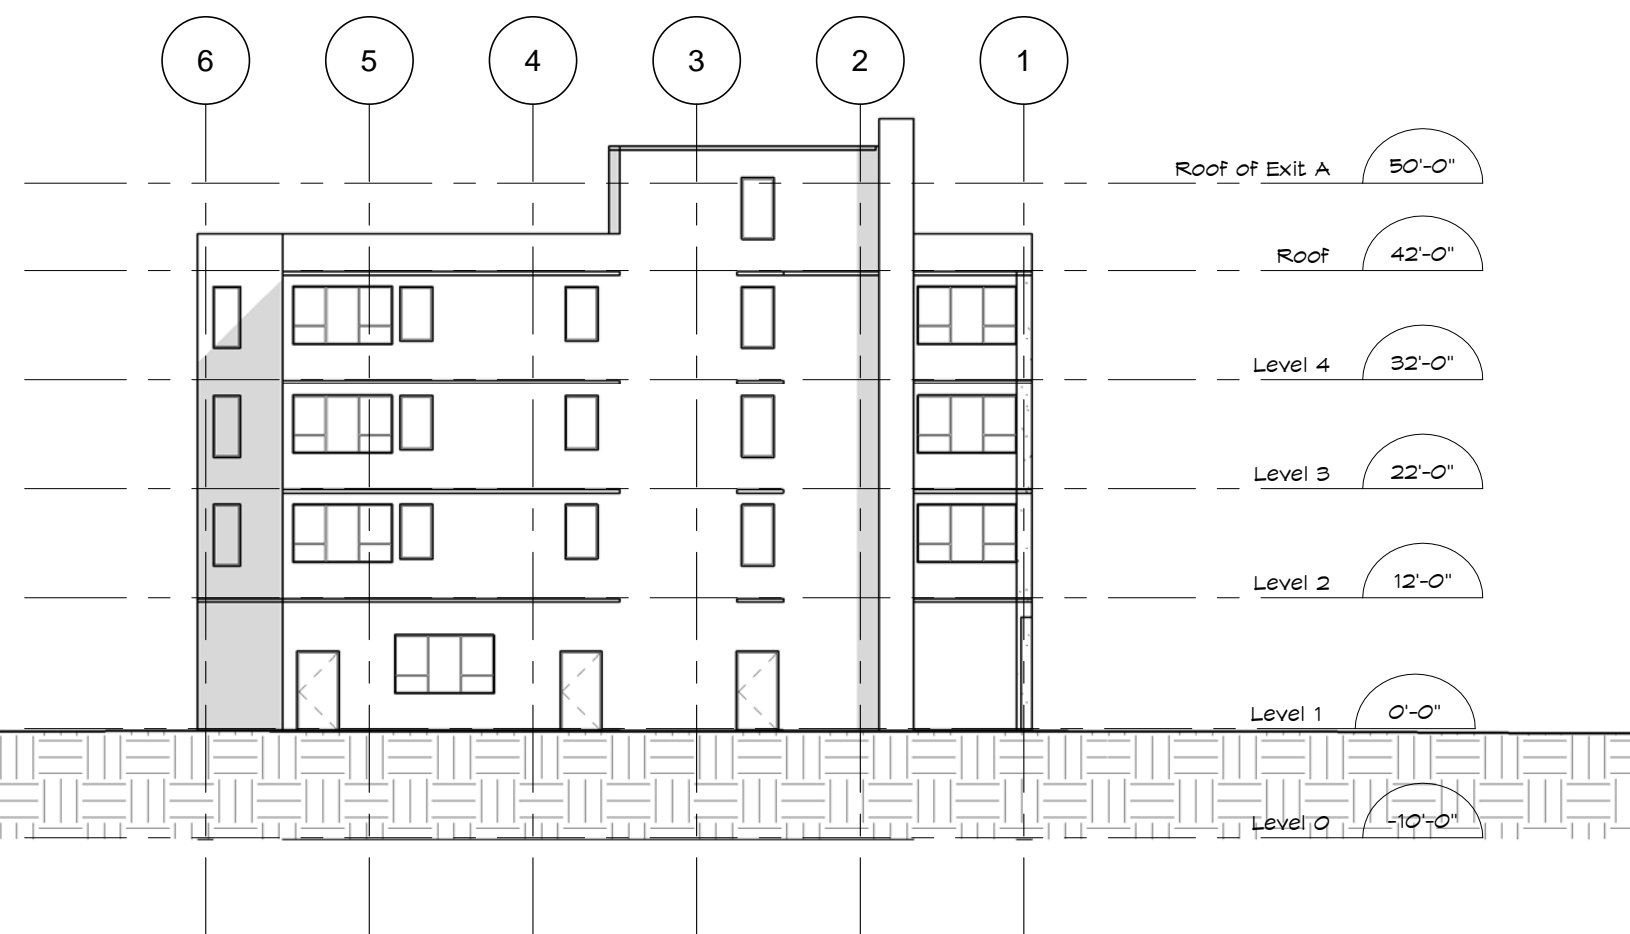 6 5 4 3 2 1
Roof of Exit A 50'-0"
Roof 42'-0"
Level 4 32'-0"
Level 3 22'-0"
Level 2 12'-0"
Level 1 0'-0"
Level 0 -10'-0"